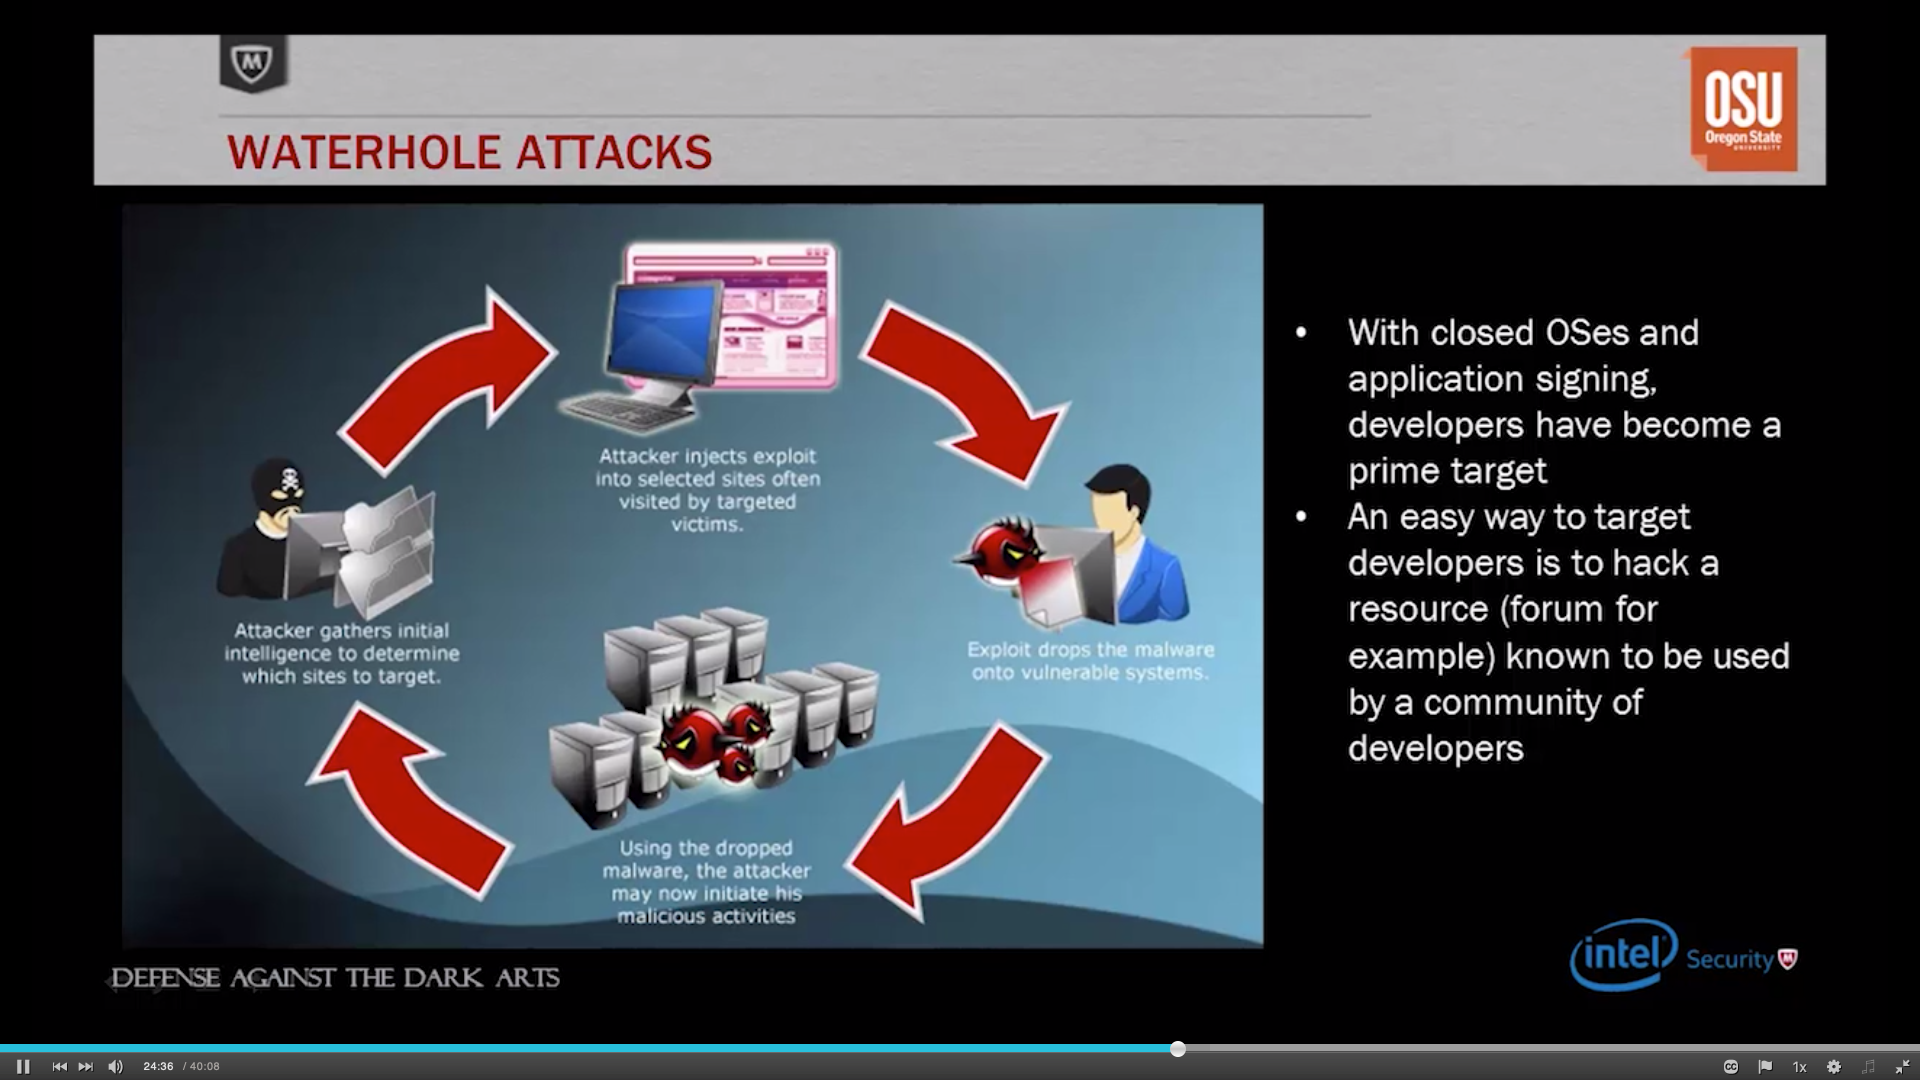 M
OSU
Oregon State
UNIVERSITY
WATERHOLE ATTACKS
Attacker injects exploit
into selected sites often
visited by targeted
victims.
Attacker gathers initial
intelligence to determine
which sites to target.
Exploit drops the malware
onto vulnerable systems.
Using the dropped
malware, the attacker
may now initiate his
malicious activities
• With closed OSes and
application signing,
developers have become a
prime target
• An easy way to target
developers is to hack a
resource (forum for
example) known to be used
by a community of
developers
DEFENSE AGAINST THE DARK ARTS
intel Security
24:36 / 40:08
CC
1x